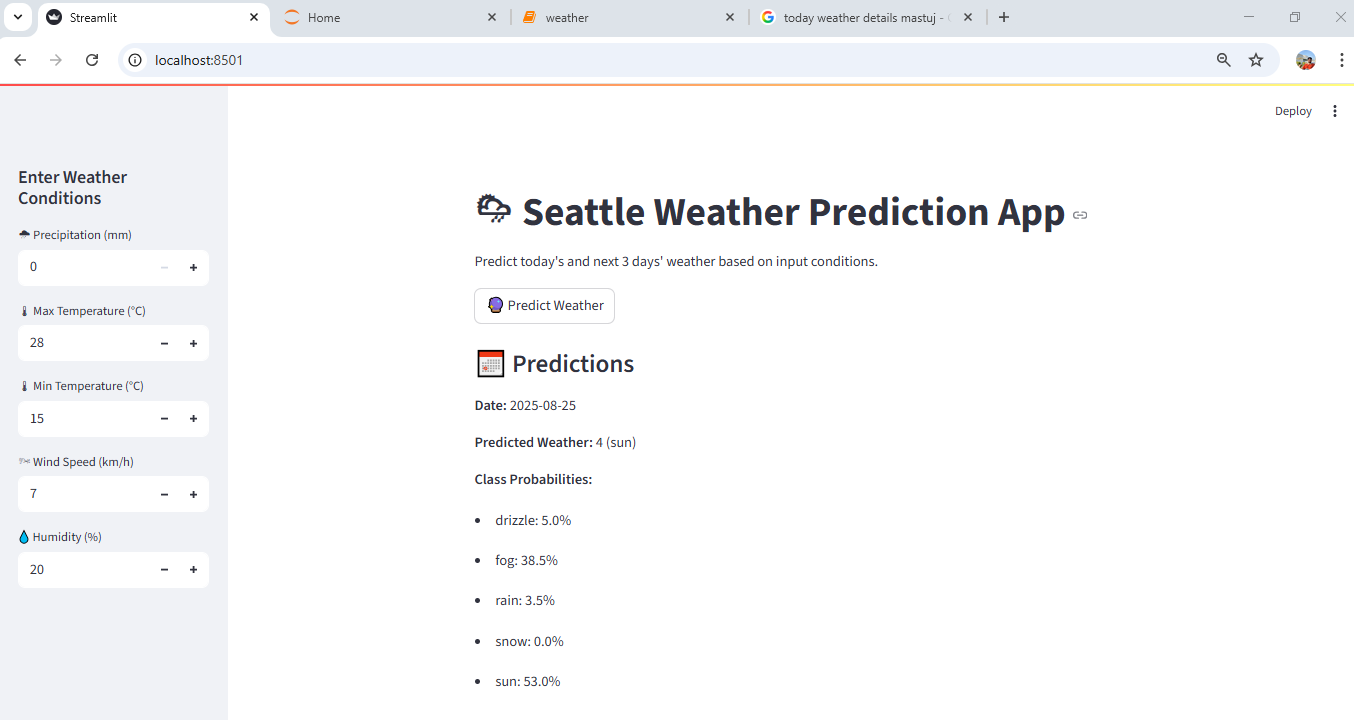 Streamlit
Home
weather
today weather details mastuj -
localhost:8501
Deploy
Enter Weather
Conditions
Precipitation (mm)
0
Max Temperature (°C)
28
Min Temperature (°C)
15
Wind Speed (km/h)
7
Humidity (%)
20
Seattle Weather Prediction App
Predict today's and next 3 days' weather based on input conditions.
Predict Weather
Predictions
Date: 2025-08-25
Predicted Weather: 4 (sun)
Class Probabilities:
• drizzle: 5.0%
• fog: 38.5%
• rain: 3.5%
• snow: 0.0%
• sun: 53.0%